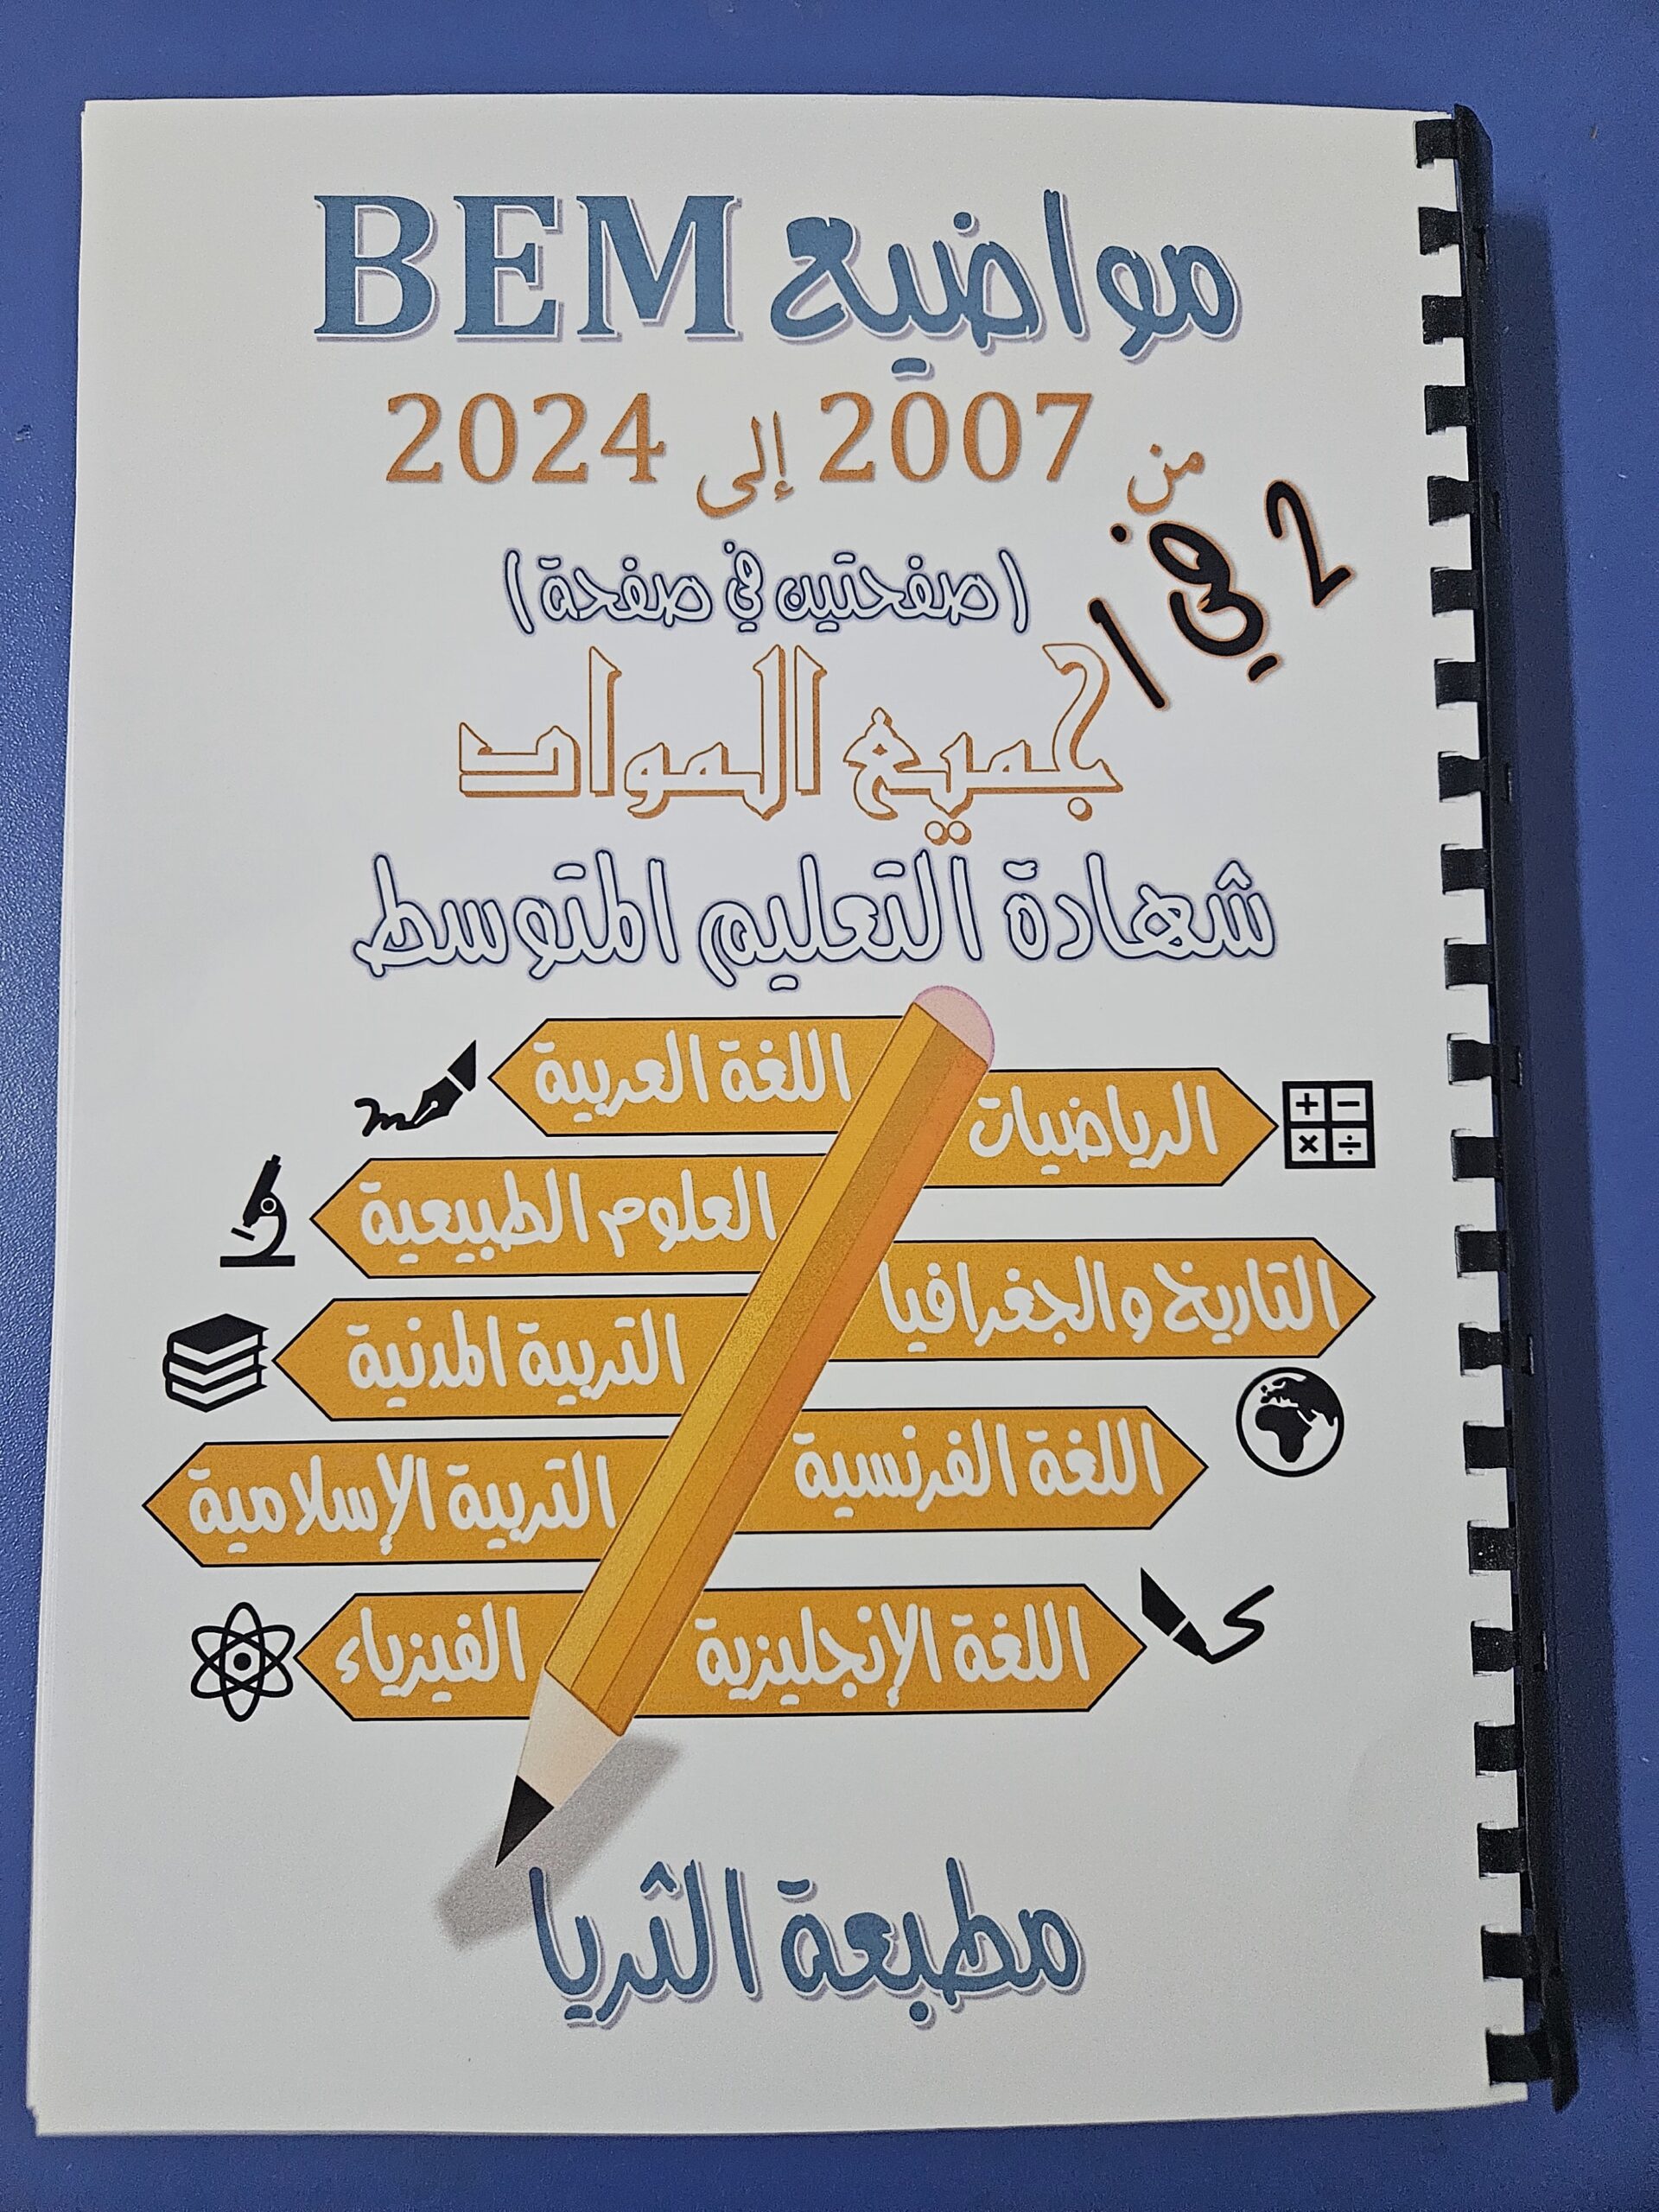 مواضيع BEM
من 2007 إلى 2024
2 في 1
(صفحتين في صفحة)
جميع المواد
شهادة التعليم المتوسط
اللغة العربية
الرياضيات
العلوم الطبيعية
التاريخ والجغرافيا
التربية المدنية
اللغة الفرنسية
التربية الإسلامية
اللغة الإنجليزية
الفيزياء
مطبعة الثريا